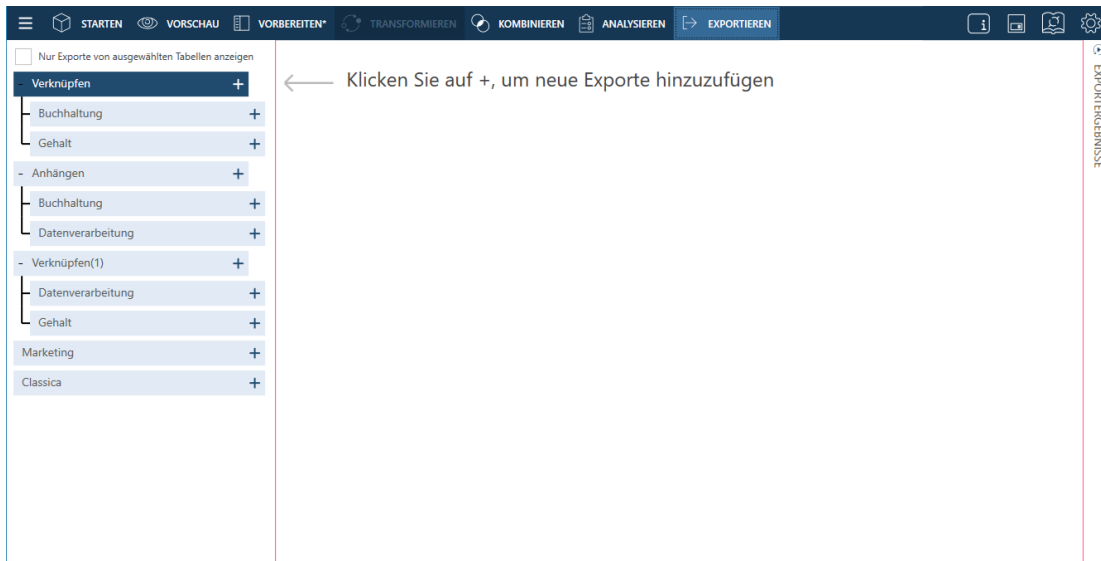 STARTEN VORSCHAU VORBEREITEN* TRANSFORMIEREN KOMBINIEREN ANALYSIEREN EXPORTIEREN
Nur Exporte von ausgewählten Tabellen anzeigen
- Verknüpfen +
Buchhaltung +
Gehalt +
- Anhängen +
Buchhaltung +
Datenverarbeitung +
- Verknüpfen(1) +
Datenverarbeitung +
Gehalt +
Marketing +
Classica +
Klicken Sie auf +, um neue Exporte hinzuzufügen
EXPORTERGEBNISSE